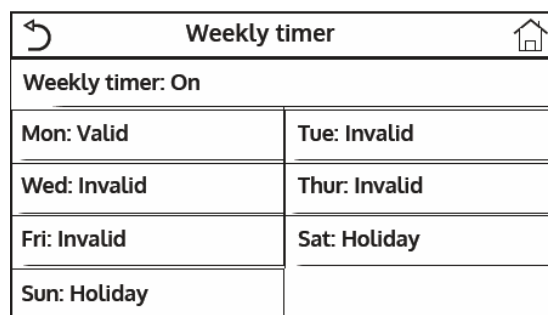 Weekly timer
Weekly timer: On
Mon: Valid
Tue: Invalid
Wed: Invalid
Thur: Invalid
Fri: Invalid
Sat: Holiday
Sun: Holiday